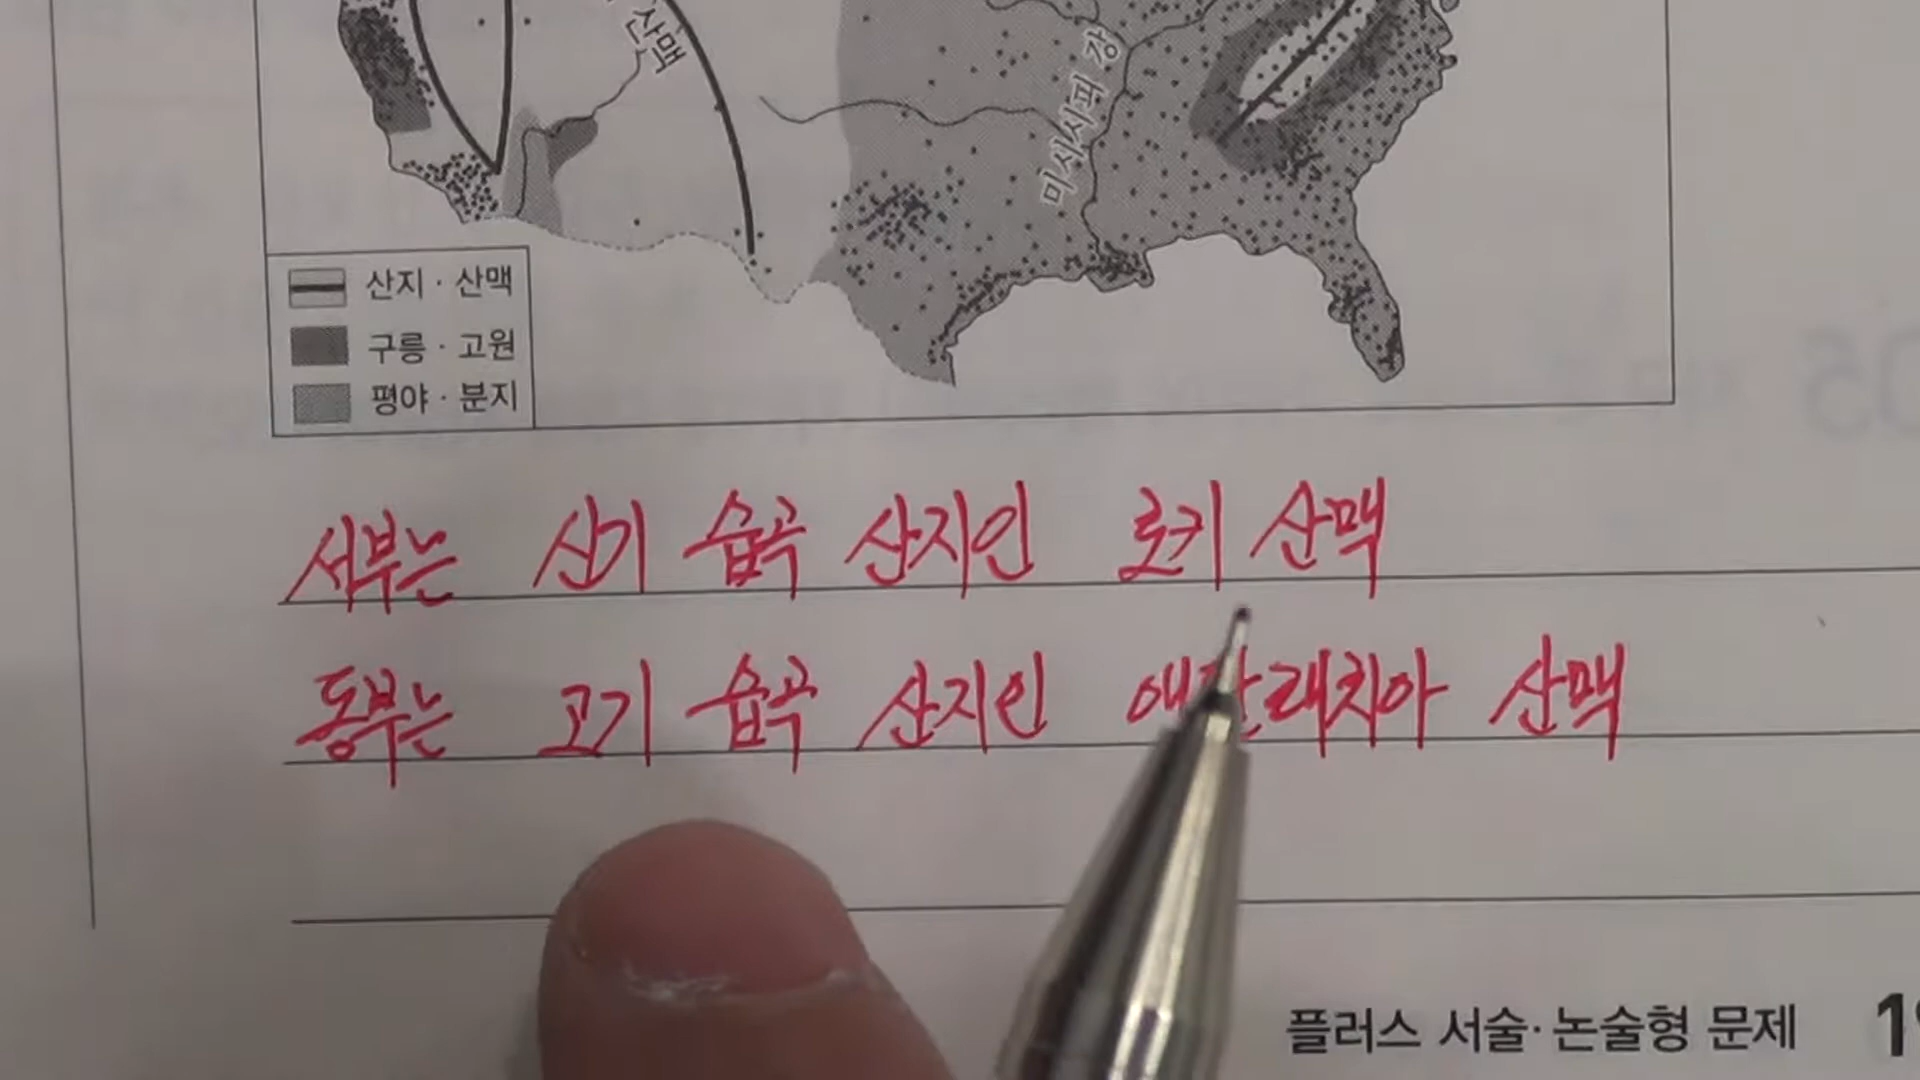 산맥
미시시피 강
산지·산맥
구릉·고원
평야·분지
서부는 신기 습곡 산지인 로키 산맥
동부는 고기 습곡 산지인 애팔래치아 산맥
플러스 서술·논술형 문제